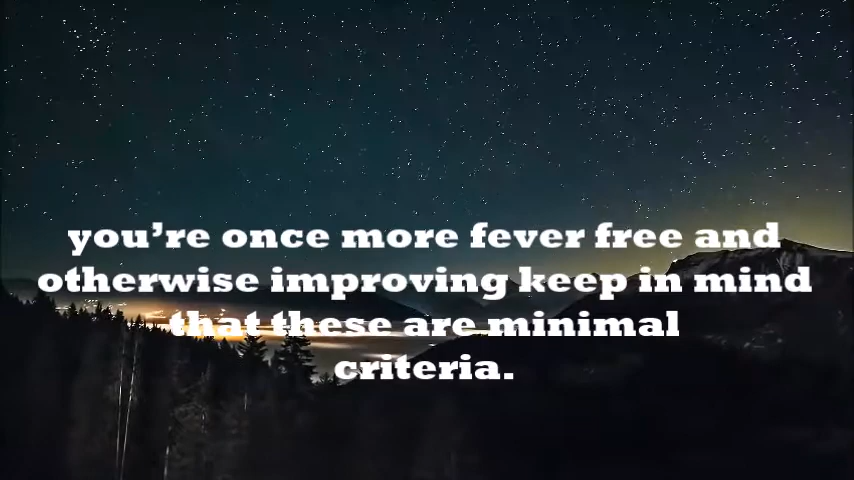 you're once more fever free and
otherwise improving keep in mind
that these are minimal
criteria.